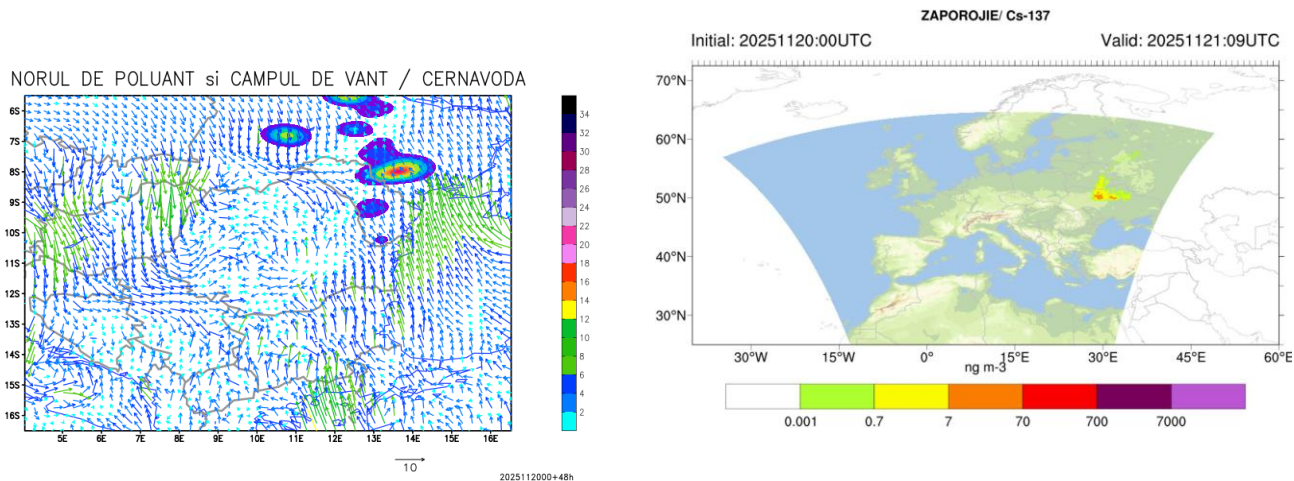 NORUL DE POLUANT si CAMPUL DE VANT / CERNAVODA
6S
7S
8S
9S
10S
11S
12S
13S
14S
15S
16S
5E 6E 7E 8E 9E 10E 11E 12E 13E 14E 15E 16E
34
32
30
28
26
24
22
20
18
16
14
12
10
8
6
4
2
10
2025112000+48h
ZAPOROJIE/ Cs-137
Initial: 20251120:00UTC Valid: 20251121:09UTC
70°N
60°N
50°N
40°N
30°N
30°W 15°W 0° 15°E 30°E 45°E 60°E
ng m-3
0.001 0.7 7 70 700 7000